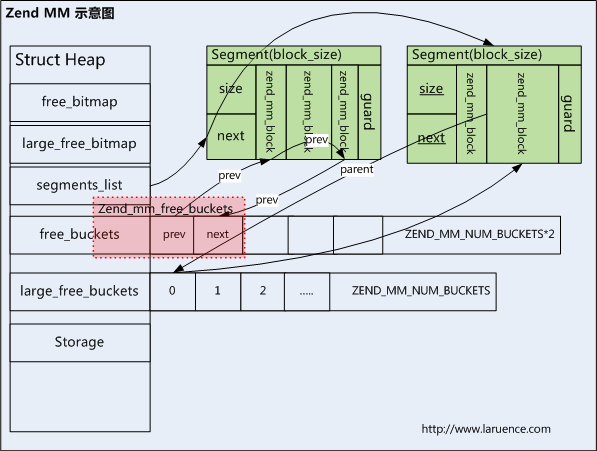 Zend MM 示意图
Struct Heap
free_bitmap
large_free_bitmap
segments_list
free_buckets
large_free_buckets
Storage
Segment(block_size)
size
next
zend_mm_block
zend_mm_block
zend_mm_block
guard
Segment(block_size)
size
next
zend_mm_block
zend_mm_block
guard
prev
prev
prev
parent
Zend_mm_free_buckets
prev
next
ZEND_MM_NUM_BUCKETS*2
0
1
2
.....
ZEND_MM_NUM_BUCKETS
http://www.laruence.com